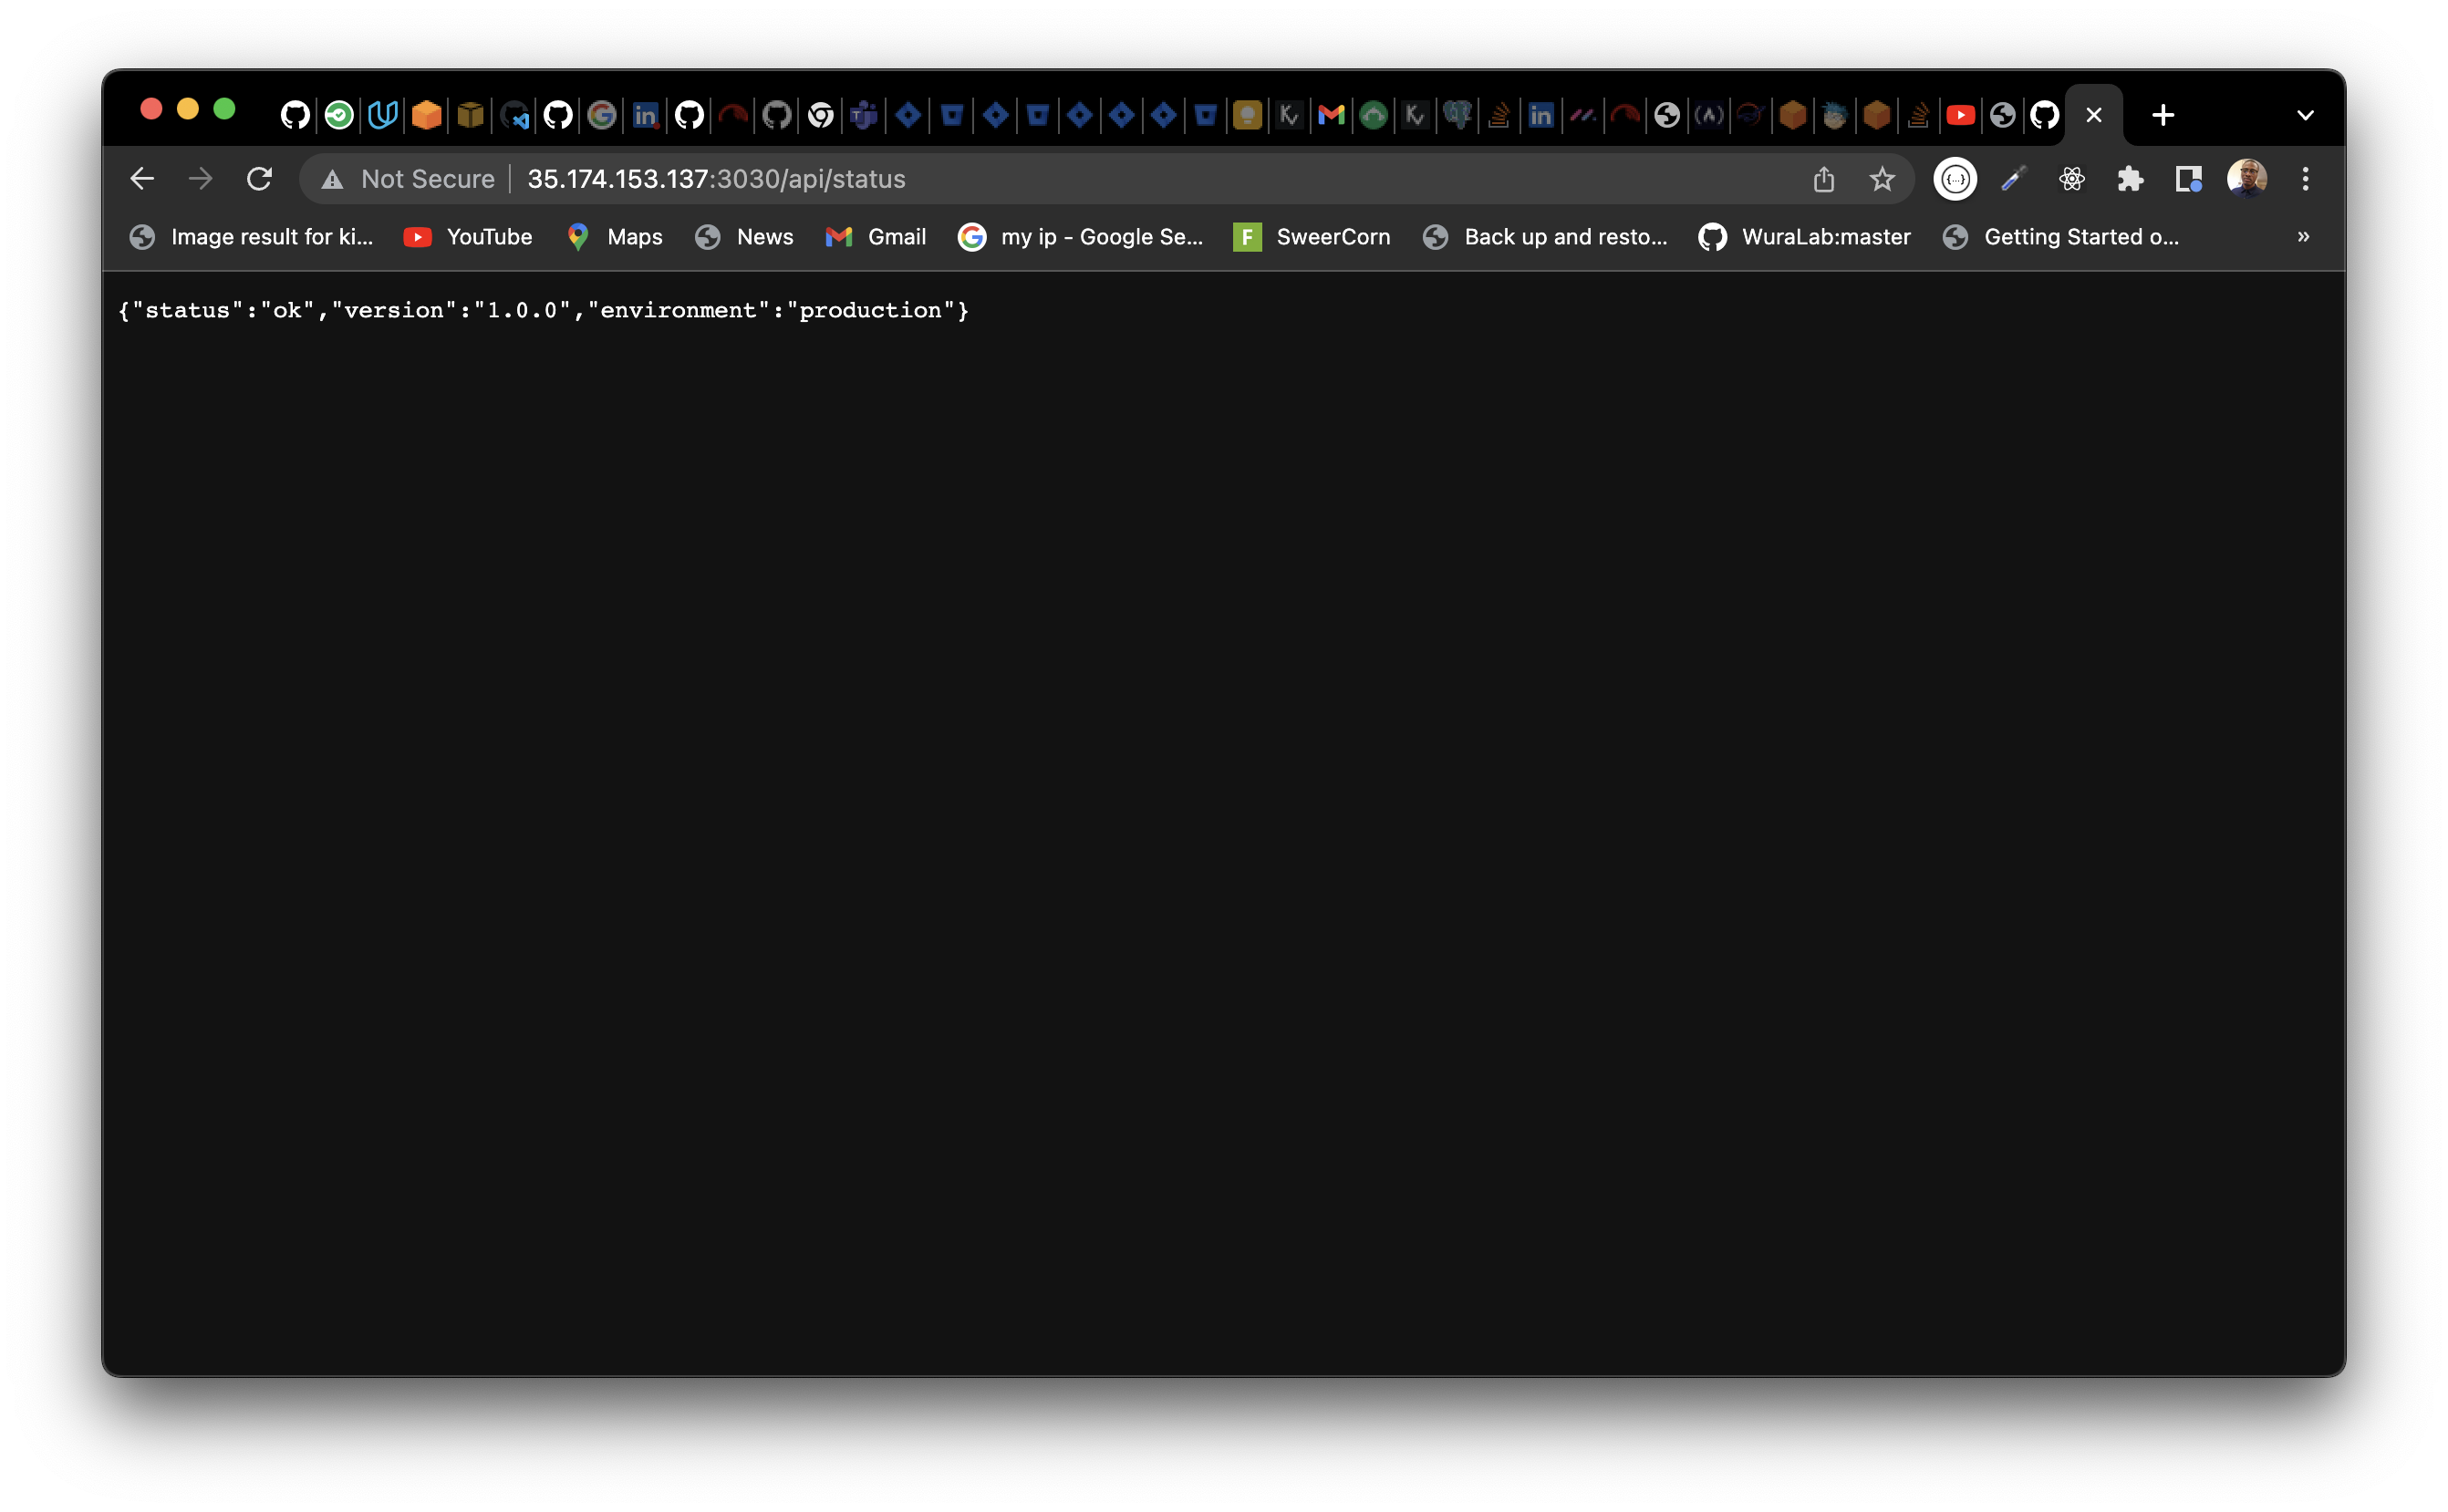 Not Secure 35.174.153.137:3030/api/status
Image result for ki... YouTube Maps News Gmail my ip - Google Se... F SweerCorn Back up and resto... WuraLab:master Getting Started o... »
{"status":"ok","version":"1.0.0","environment":"production"}